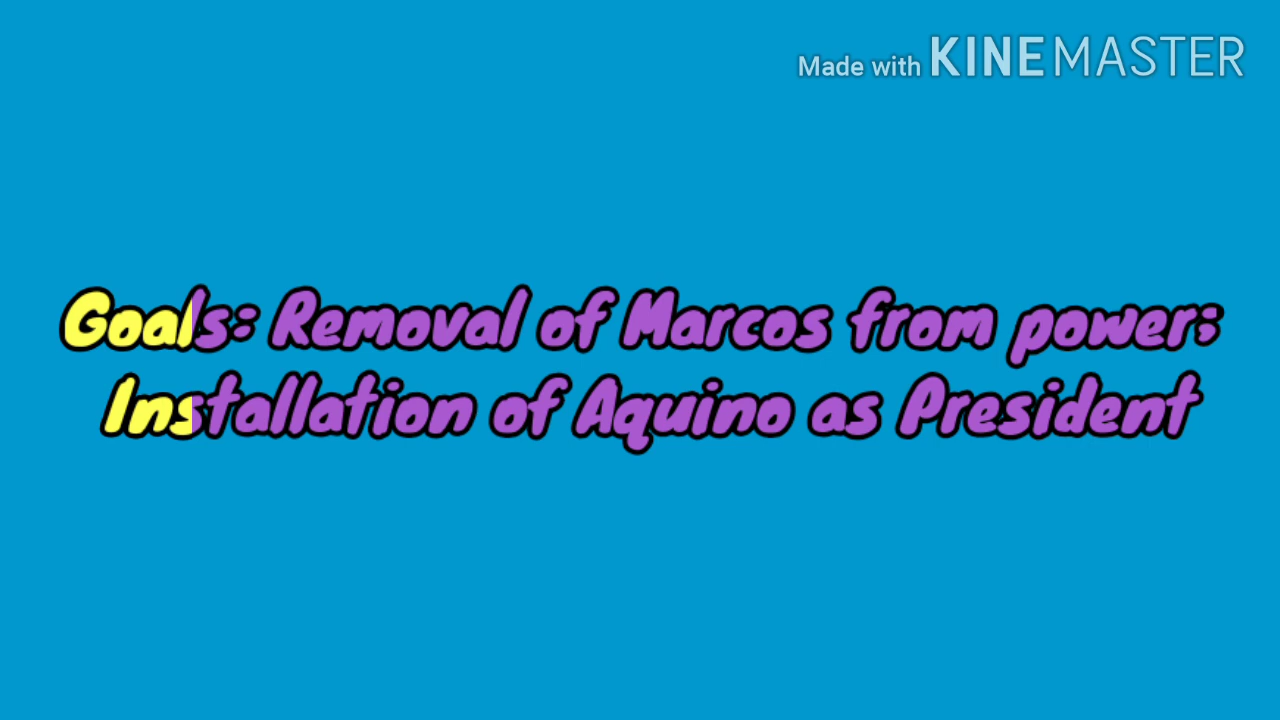 Made with KINEMASTER
Goals: Removal of Marcos from power;
Installation of Aquino as President